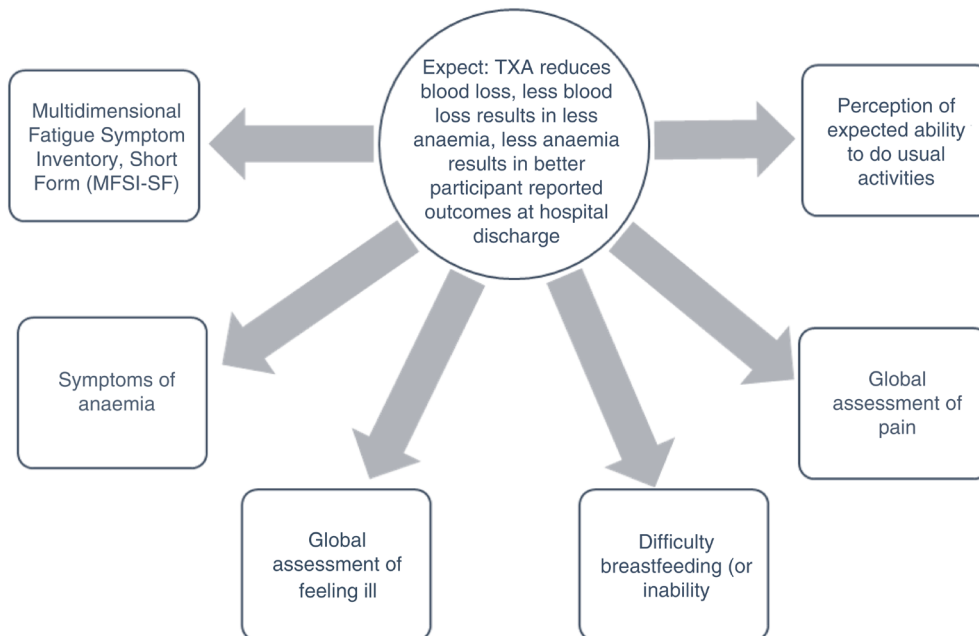 Expect: TXA reduces
blood loss, less blood
loss results in less
anaemia, less anaemia
results in better
participant reported
outcomes at hospital
discharge
Multidimensional
Fatigue Symptom
Inventory, Short
Form (MFSI-SF)
Perception of
expected ability
to do usual
activities
Symptoms of
anaemia
Global
assessment of
pain
Global
assessment of
feeling ill
Difficulty
breastfeeding (or
inability